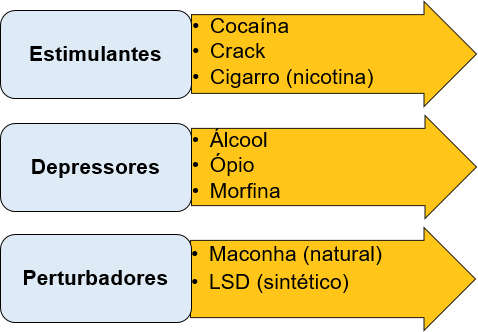 Estimulantes
• Cocaína
• Crack
• Cigarro (nicotina)
Depressores
• Álcool
• Ópio
• Morfina
Perturbadores
• Maconha (natural)
• LSD (sintético)